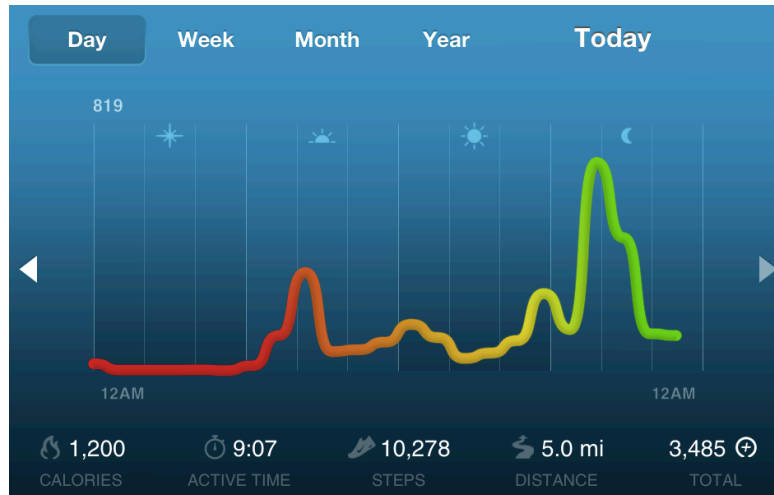 Day Week Month Year Today
819
12AM 12AM
1,200 9:07 10,278 5.0 mi 3,485
CALORIES ACTIVE TIME STEPS DISTANCE TOTAL